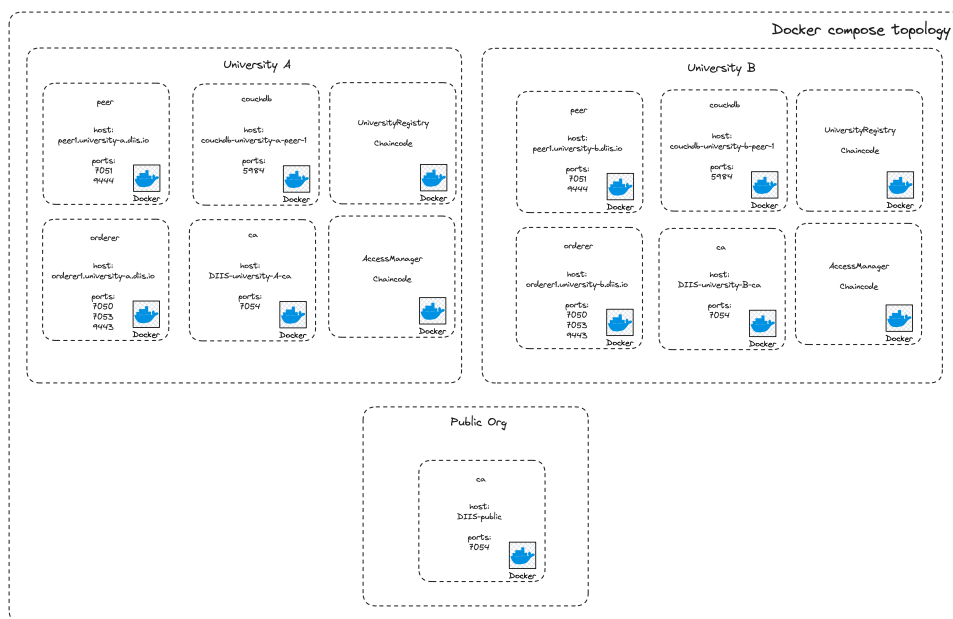 Docker compose topology
University A
peer
host:
peer1.university-a.diis.io
ports:
7051
9444
Docker
couchdb
host:
couchdb-university-a-peer-1
ports:
5984
Docker
UniversityRegistry
Chaincode
Docker
orderer
host:
orderer1.university-a.diis.io
ports:
7050
7053
9443
Docker
ca
host:
DIIS-university-A-ca
ports:
7054
Docker
AccessManager
Chaincode
Docker
University B
peer
host:
peer1.university-b.diis.io
ports:
7051
9444
Docker
couchdb
host:
couchdb-university-b-peer-1
ports:
5984
Docker
UniversityRegistry
Chaincode
Docker
orderer
host:
orderer1.university-b.diis.io
ports:
7050
7053
9443
Docker
ca
host:
DIIS-university-B-ca
ports:
7054
Docker
AccessManager
Chaincode
Docker
Public Org
ca
host:
DIIS-public
ports:
7054
Docker